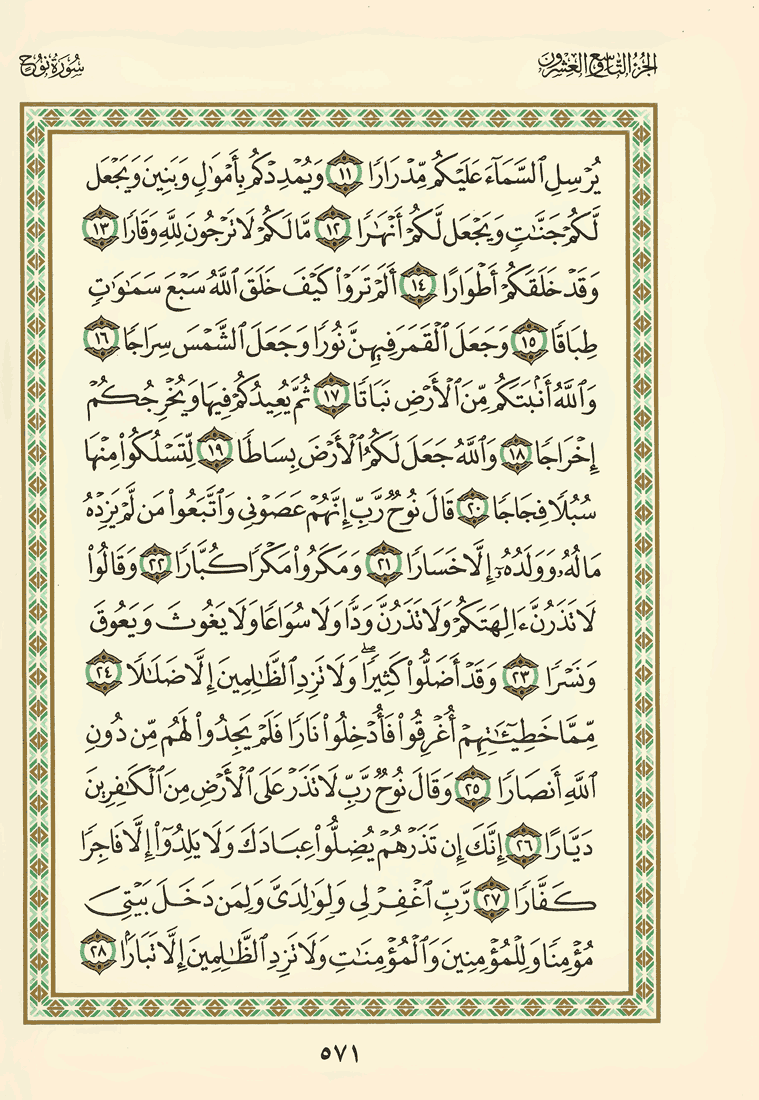 الجزء التاسع والعشرون
سورة نوح
يُرْسِلِ ٱلسَّمَآءَ عَلَيْكُم مِّدْرَارًا ١١ وَيُمْدِدْكُم بِأَمْوَٰلٍ وَبَنِينَ وَيَجْعَل
لَّكُمْ جَنَّٰتٍ وَيَجْعَل لَّكُمْ أَنْهَٰرًا ١٢ مَّا لَكُمْ لَا تَرْجُونَ لِلَّهِ وَقَارًا ١٣
وَقَدْ خَلَقَكُمْ أَطْوَارًا ١٤ أَلَمْ تَرَوْا۟ كَيْفَ خَلَقَ ٱللَّهُ سَبْعَ سَمَٰوَٰتٍ
طِبَاقًا ١٥ وَجَعَلَ ٱلْقَمَرَ فِيهِنَّ نُورًا وَجَعَلَ ٱلشَّمْسَ سِرَاجًا ١٦
وَٱللَّهُ أَنۢبَتَكُم مِّنَ ٱلْأَرْضِ نَبَاتًا ١٧ ثُمَّ يُعِيدُكُمْ فِيهَا وَيُخْرِجُكُمْ
إِخْرَاجًا ١٨ وَٱللَّهُ جَعَلَ لَكُمُ ٱلْأَرْضَ بِسَاطًا ١٩ لِّتَسْلُكُوا۟ مِنْهَا
سُبُلًا فِجَاجًا ٢٠ قَالَ نُوحٌ رَّبِّ إِنَّهُمْ عَصَوْنِى وَٱتَّبَعُوا۟ مَن لَّمْ يَزِدْهُ
مَالُهُۥ وَوَلَدُهُۥٓ إِلَّا خَسَارًا ٢١ وَمَكَرُوا۟ مَكْرًا كُبَّارًا ٢٢ وَقَالُوا۟
لَا تَذَرُنَّ ءَالِهَتَكُمْ وَلَا تَذَرُنَّ وَدًّا وَلَا سُوَاعًا وَلَا يَغُوثَ وَيَعُوقَ
وَنَسْرًا ٢٣ وَقَدْ أَضَلُّوا۟ كَثِيرًا ۖ وَلَا تَزِدِ ٱلظَّٰلِمِينَ إِلَّا ضَلَٰلًا ٢٤
مِّمَّا خَطِيٓـَٰٔتِهِمْ أُغْرِقُوا۟ فَأُدْخِلُوا۟ نَارًا فَلَمْ يَجِدُوا۟ لَهُم مِّن دُونِ
ٱللَّهِ أَنصَارًا ٢٥ وَقَالَ نُوحٌ رَّبِّ لَا تَذَرْ عَلَى ٱلْأَرْضِ مِنَ ٱلْكَٰفِرِينَ
دَيَّارًا ٢٦ إِنَّكَ إِن تَذَرْهُمْ يُضِلُّوا۟ عِبَادَكَ وَلَا يَلِدُوٓا۟ إِلَّا فَاجِرًا
كَفَّارًا ٢٧ رَّبِّ ٱغْفِرْ لِى وَلِوَٰلِدَىَّ وَلِمَن دَخَلَ بَيْتِىَ
مُؤْمِنًا وَلِلْمُؤْمِنِينَ وَٱلْمُؤْمِنَٰتِ وَلَا تَزِدِ ٱلظَّٰلِمِينَ إِلَّا تَبَارًۢا ٢٨
٥٧١